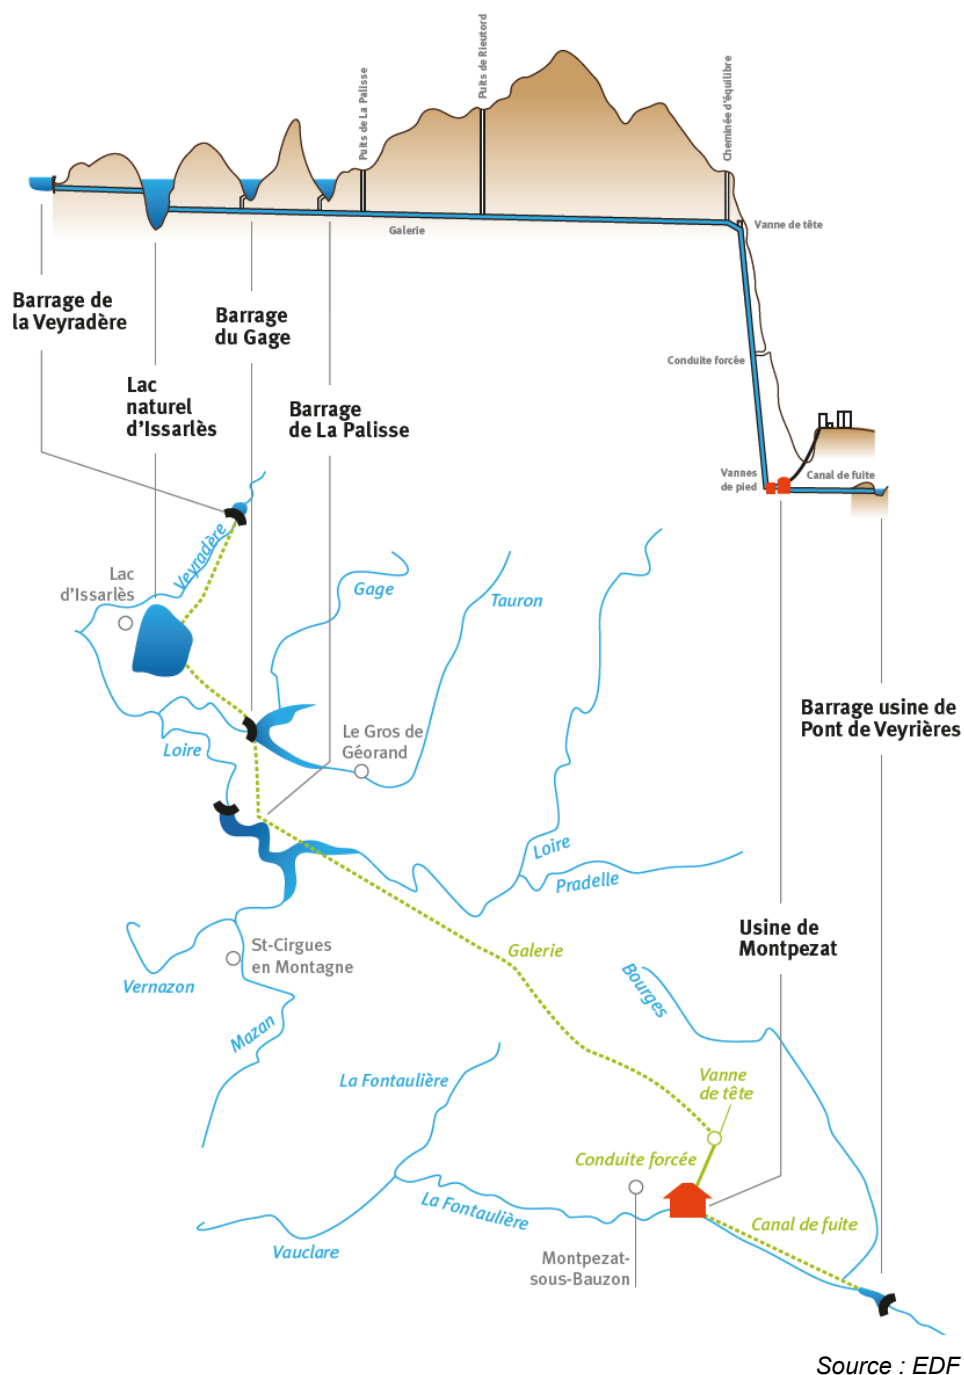 Puits de La Palisse
Puits de Rieutord
Cheminée d'équilibre
Galerie
Vanne de tête
Barrage de
la Veyradère
Barrage
du Gage
Conduite forcée
Lac
naturel
d'Issarlès
Barrage
de La Palisse
Vannes
de pied
Canal de fuite
Veyradère
Lac
d'Issarlès
Gage
Tauron
Barrage usine de
Pont de Veyrières
Le Gros de
Géorand
Loire
Loire
Pradelle
Usine de
Montpezat
St-Cirgues
en Montagne
Galerie
Vernazon
Bourges
Mazan
La Fontaulière
Vanne
de tête
Conduite forcée
La Fontaulière
Canal de fuite
Vauclare
Montpezat-
sous-Bauzon
Source : EDF